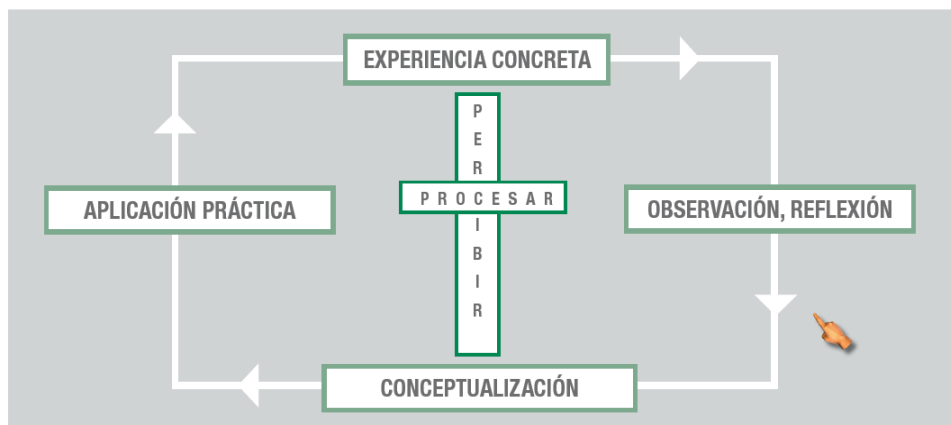 EXPERIENCIA CONCRETA
PERCIBIR
PROCESAR
APLICACIÓN PRÁCTICA
OBSERVACIÓN, REFLEXIÓN
CONCEPTUALIZACIÓN